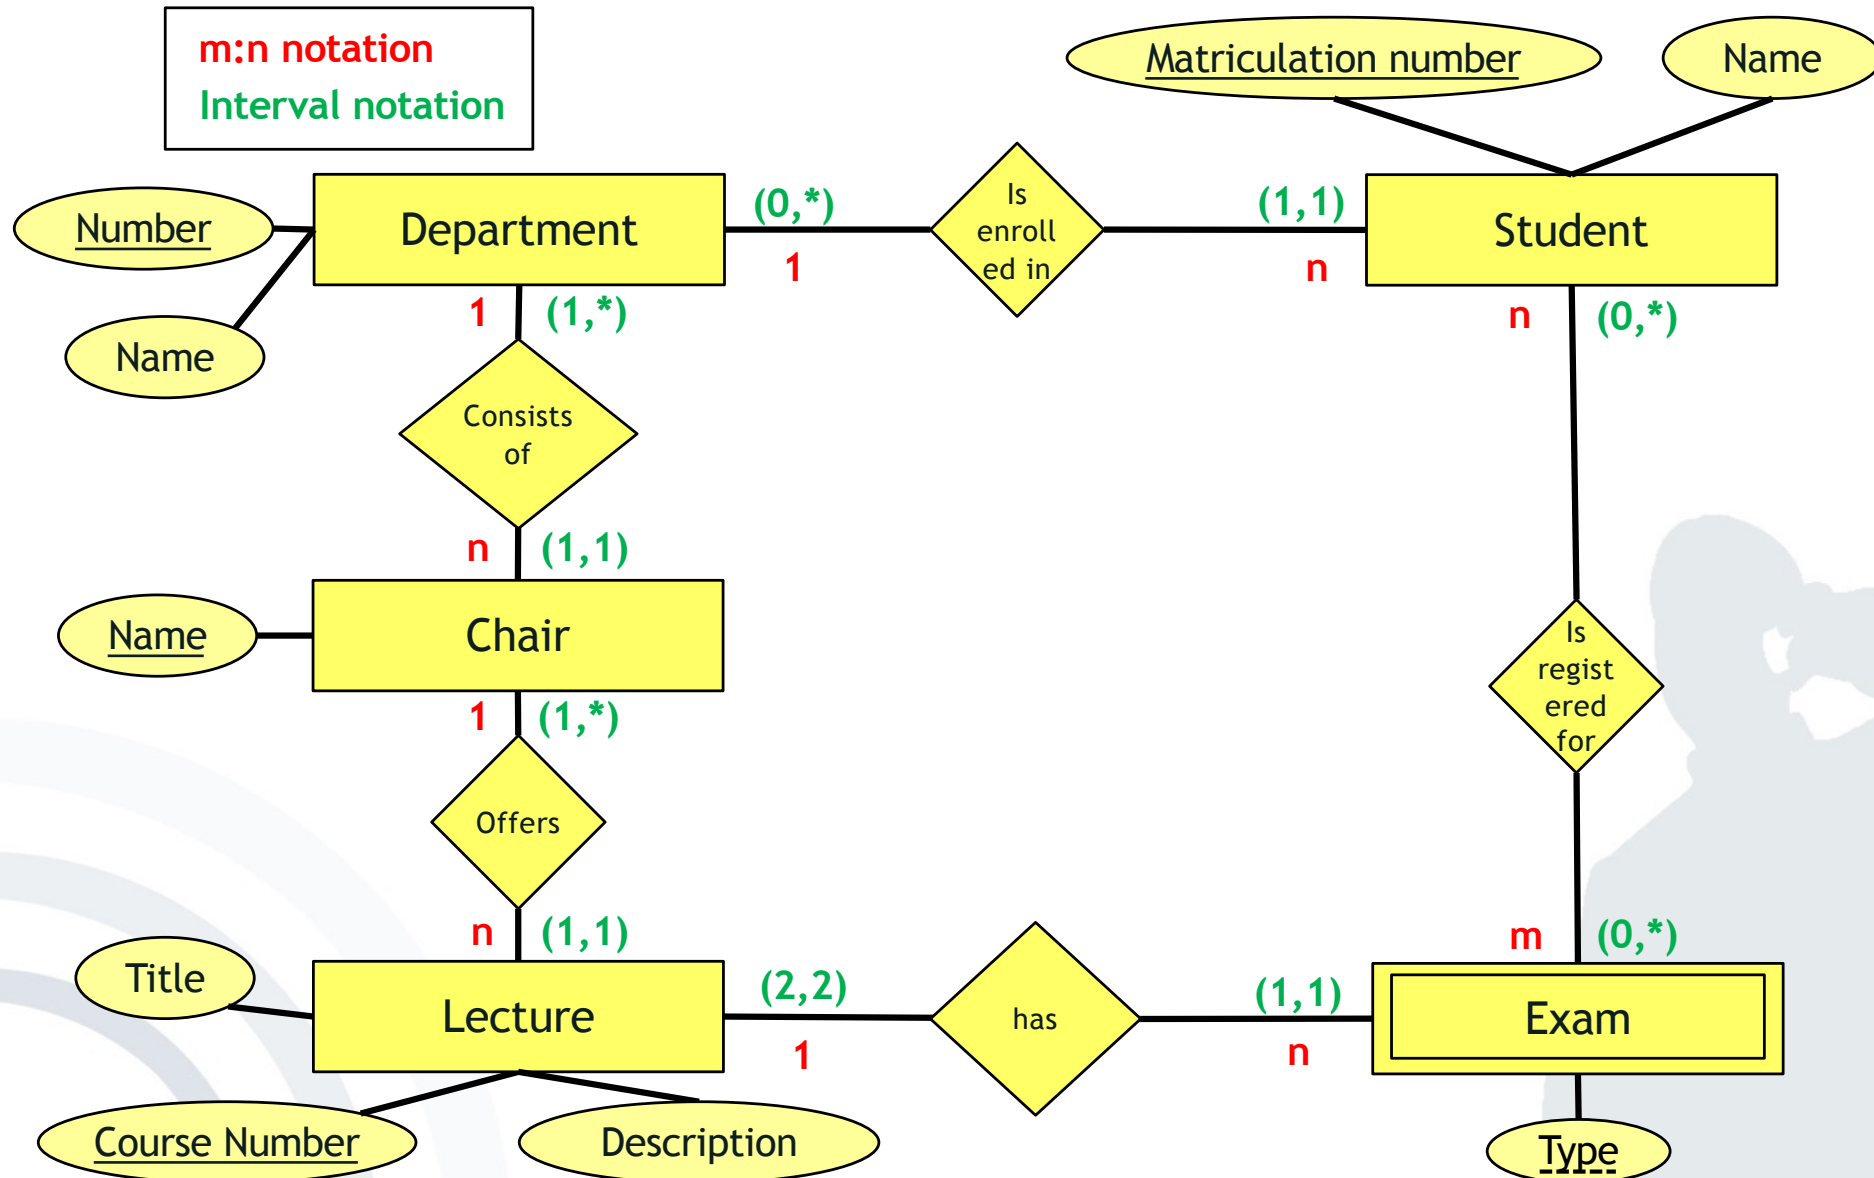 m:n notation
Interval notation
Matriculation number
Name
Number
Department
(0,*)
1
Is
enroll
ed in
(1,1)
n
Student
Name
1
(1,*)
n
(0,*)
Consists
of
n
(1,1)
Name
Chair
Is
regist
ered
for
1
(1,*)
Offers
n
(1,1)
m
(0,*)
Title
Lecture
(2,2)
1
has
(1,1)
n
Exam
Course Number
Description
Type